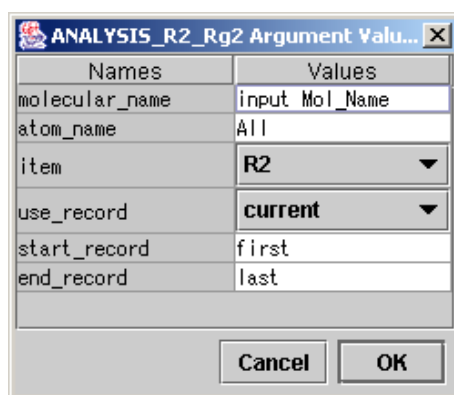 ANALYSIS_R2_Rg2 Argument Valu...
Names Values
molecular_name input Mol_Name
atom_name All
item R2
use_record current
start_record first
end_record last
Cancel OK